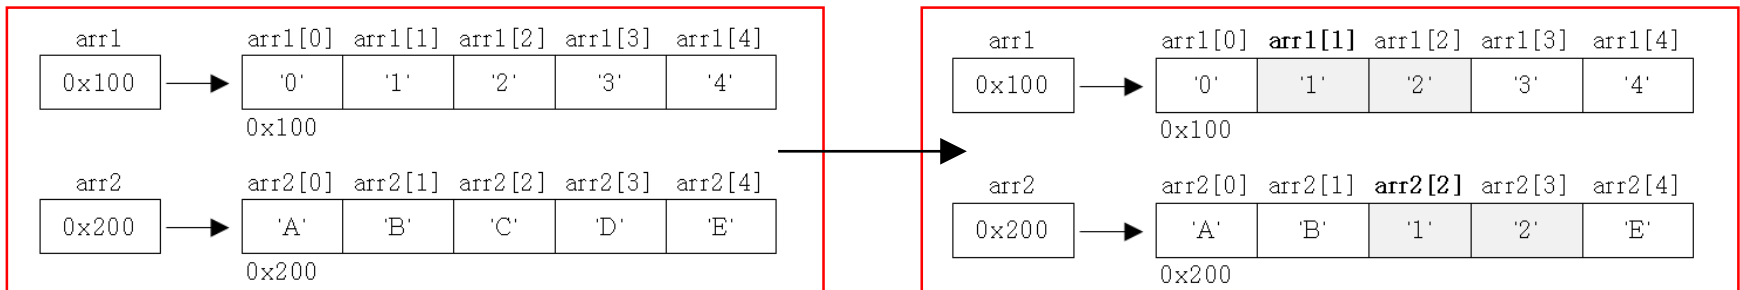 arr1 arr1[0] arr1[1] arr1[2] arr1[3] arr1[4]
0x100 '0' '1' '2' '3' '4'
0x100
arr2 arr2[0] arr2[1] arr2[2] arr2[3] arr2[4]
0x200 'A' 'B' 'C' 'D' 'E'
0x200
arr1 arr1[0] arr1[1] arr1[2] arr1[3] arr1[4]
0x100 '0' '1' '2' '3' '4'
0x100
arr2 arr2[0] arr2[1] arr2[2] arr2[3] arr2[4]
0x200 'A' 'B' '1' '2' 'E'
0x200